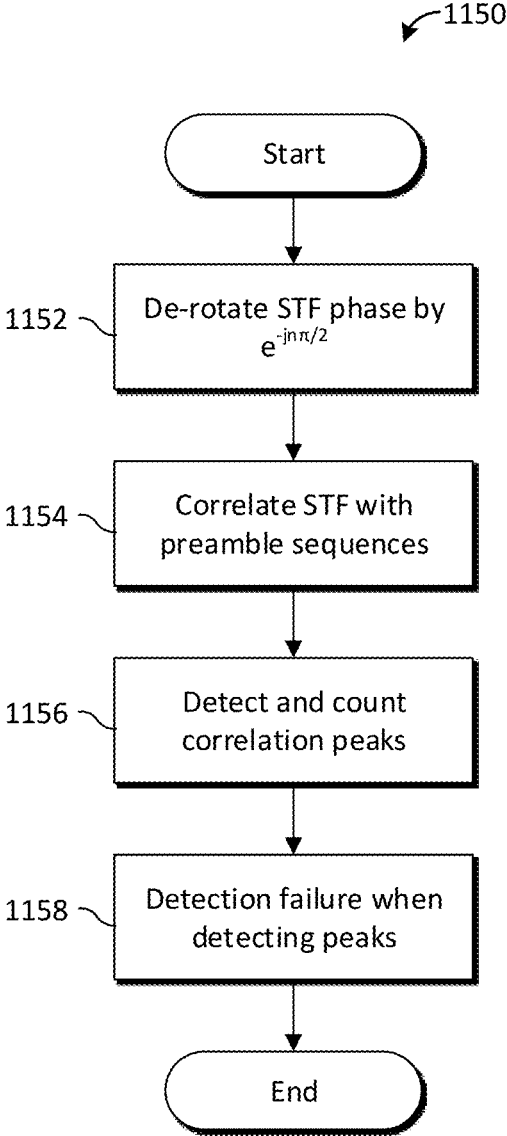 1150
Start
1152
De-rotate STF phase by
e^-jnπ/2
1154
Correlate STF with
preamble sequences
1156
Detect and count
correlation peaks
1158
Detection failure when
detecting peaks
End